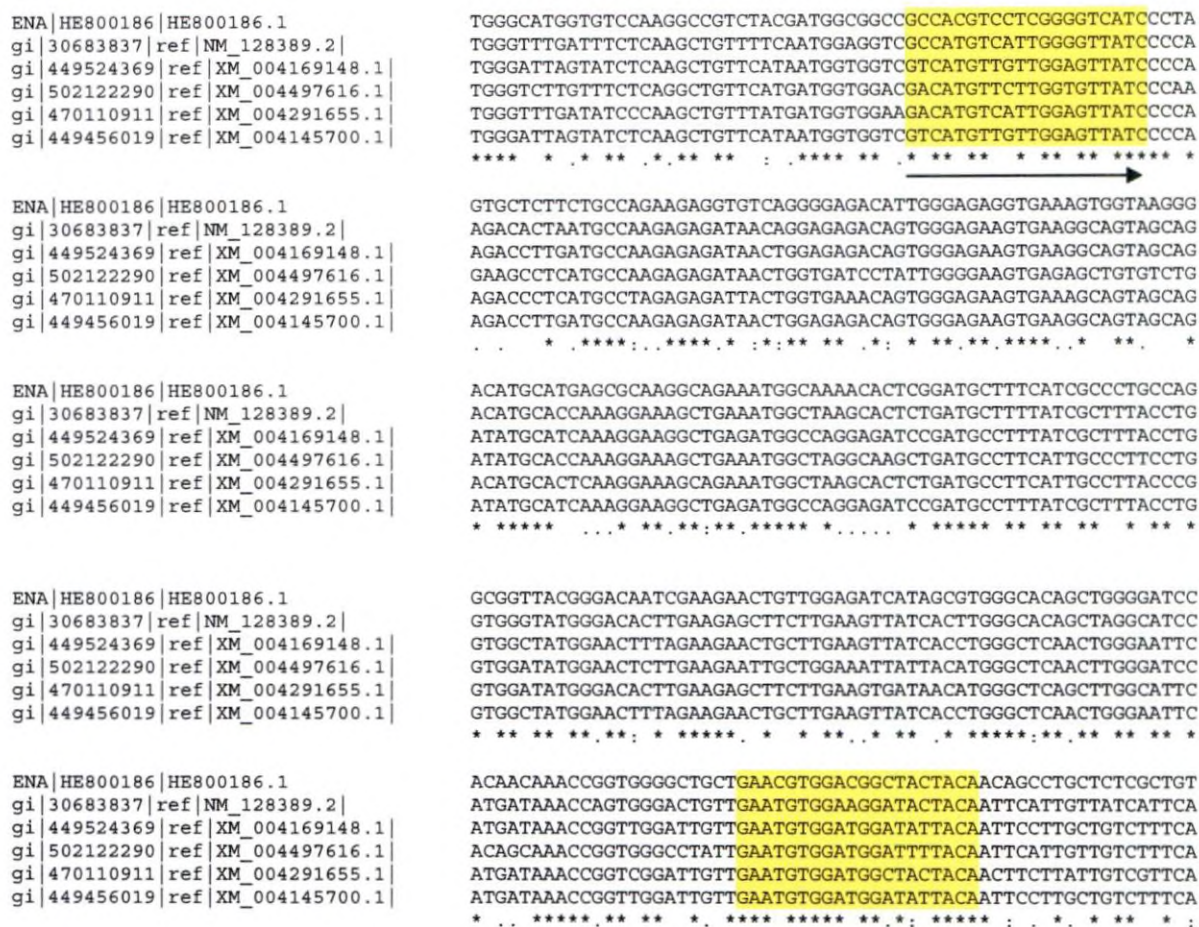 ENA|HE800186|HE800186.1 TGGGCATGGTGTCCAAGGCCGTCTACGATGGCGGCCGCCACGTCCTCGGGGTCATCCCTA
gi|30683837|ref|NM_128389.2| TGGGTTTGATTTCTCAAGCTGTTTTCAATGGAGGTCGCCATGTCATTGGGGTTATCCCCA
gi|449524369|ref|XM_004169148.1| TGGGATTAGTATCTCAAGCTGTTCATAATGGTGGTCGTCATGTTGTTGGAGTTATCCCCA
gi|502122290|ref|XM_004497616.1| TGGGTCTTGTTTCTCAGGCTGTTCATGATGGTGGACGACATGTTCTTGGTGTTATCCCAA
gi|470110911|ref|XM_004291655.1| TGGGTTTGATATCCCAAGCTGTTTATGATGGTGGAAGACATGTCATTGGAGTTATCCCCA
gi|449456019|ref|XM_004145700.1| TGGGATTAGTATCTCAAGCTGTTCATAATGGTGGTCGTCATGTTGTTGGAGTTATCCCCA
**** * .* ** .*.** ** : .**** ** .* ** ** * ** ** ***** *
ENA|HE800186|HE800186.1 GTGCTCTTCTGCCAGAAGAGGTGTCAGGGGAGACATTGGGAGAGGTGAAAGTGGTAAGGG
gi|30683837|ref|NM_128389.2| AGACACTAATGCCAAGAGAGATAACAGGAGAGACAGTGGGAGAAGTGAAGGCAGTAGCAG
gi|449524369|ref|XM_004169148.1| AGACCTTGATGCCAAGAGAGATAACTGGAGAGACAGTGGGAGAAGTGAAGGCAGTAGCAG
gi|502122290|ref|XM_004497616.1| GAAGCCTCATGCCAAGAGAGATAACTGGTGATCCTATTGGGGAAGTGAGAGCTGTGTCTG
gi|470110911|ref|XM_004291655.1| AGACCCTCATGCCTAGAGAGATTACTGGTGAAACAGTGGGAGAAGTGAAAGCAGTAGCAG
gi|449456019|ref|XM_004145700.1| AGACCTTGATGCCAAGAGAGATAACTGGAGAGACAGTGGGAGAAGTGAAGGCAGTAGCAG
. . * .****:..****.* :*:** ** .*: * **.**.****..* **. *
ENA|HE800186|HE800186.1 ACATGCATGAGCGCAAGGCAGAAATGGCAAAACACTCGGATGCTTTCATCGCCCTGCCAG
gi|30683837|ref|NM_128389.2| ACATGCACCAAAGGAAAGCTGAAATGGCTAAGCACTCTGATGCTTTTATCGCTTTACCTG
gi|449524369|ref|XM_004169148.1| ATATGCATCAAAGGAAGGCTGAGATGGCCAGGAGATCCGATGCCTTTATCGCTTTACCTG
gi|502122290|ref|XM_004497616.1| ATATGCACCAAAGGAAAGCTGAAATGGCTAGGCAAGCTGATGCCTTCATTGCCCTTCCTG
gi|470110911|ref|XM_004291655.1| ACATGCACTCAAGGAAAGCAGAAATGGCTAAGCACTCTGATGCCTTCATTGCCTTACCCG
gi|449456019|ref|XM_004145700.1| ATATGCATCAAAGGAAGGCTGAGATGGCCAGGAGATCCGATGCCTTTATCGCTTTACCTG
* ***** ...* **.**:**.***** *..... * ***** ** ** ** * ** *
ENA|HE800186|HE800186.1 GCGGTTACGGGACAATCGAAGAACTGTTGGAGATCATAGCGTGGGCACAGCTGGGGATCC
gi|30683837|ref|NM_128389.2| GTGGGTATGGGACACTTGAAGAGCTTCTTGAAGTTATCACTTGGGCACAGCTAGGCATCC
gi|449524369|ref|XM_004169148.1| GTGGCTATGGAACTTTAGAAGAACTGCTTGAAGTTATCACCTGGGCTCAACTGGGAATTC
gi|502122290|ref|XM_004497616.1| GTGGATATGGAACTCTTGAAGAATTGCTGGAAATTATTACATGGGCTCAACTTGGGATCC
gi|470110911|ref|XM_004291655.1| GTGGATATGGGACACTTGAAGAGCTTCTTGAAGTGATAACATGGGCTCAGCTTGGCATTC
gi|449456019|ref|XM_004145700.1| GTGGCTATGGAACTTTAGAAGAACTGCTTGAAGTTATCACCTGGGCTCAACTGGGAATTC
* ** ** **.**: * *****. * * **..* ** .* *****:**.** ** ** *
ENA|HE800186|HE800186.1 ACAACAAACCGGTGGGGCTGCTGAACGTGGACGGCTACTACAACAGCCTGCTCTCGCTGT
gi|30683837|ref|NM_128389.2| ATGATAAACCAGTGGGACTGTTGAATGTGGAAGGATACTACAATTCATTGTTATCATTCA
gi|449524369|ref|XM_004169148.1| ATGATAAACCGGTTGGATTGTTGAATGTGGATGGATATTACAATTCCTTGCTGTCTTTCA
gi|502122290|ref|XM_004497616.1| ACAGCAAACCGGTGGGCCTATTGAATGTGGATGGATTTTACAATTCATTGTTGTCTTTCA
gi|470110911|ref|XM_004291655.1| ATGATAAACCGGTCGGATTGTTGAATGTGGATGGCTACTACAACTTCTTATTGTCGTTCA
gi|449456019|ref|XM_004145700.1| ATGATAAACCGGTTGGATTGTTGAATGTGGATGGATATTACAATTCCTTGCTGTCTTTCA
* .. *****.** ** *. **** ***** **.*: ***** : . *. * ** * :